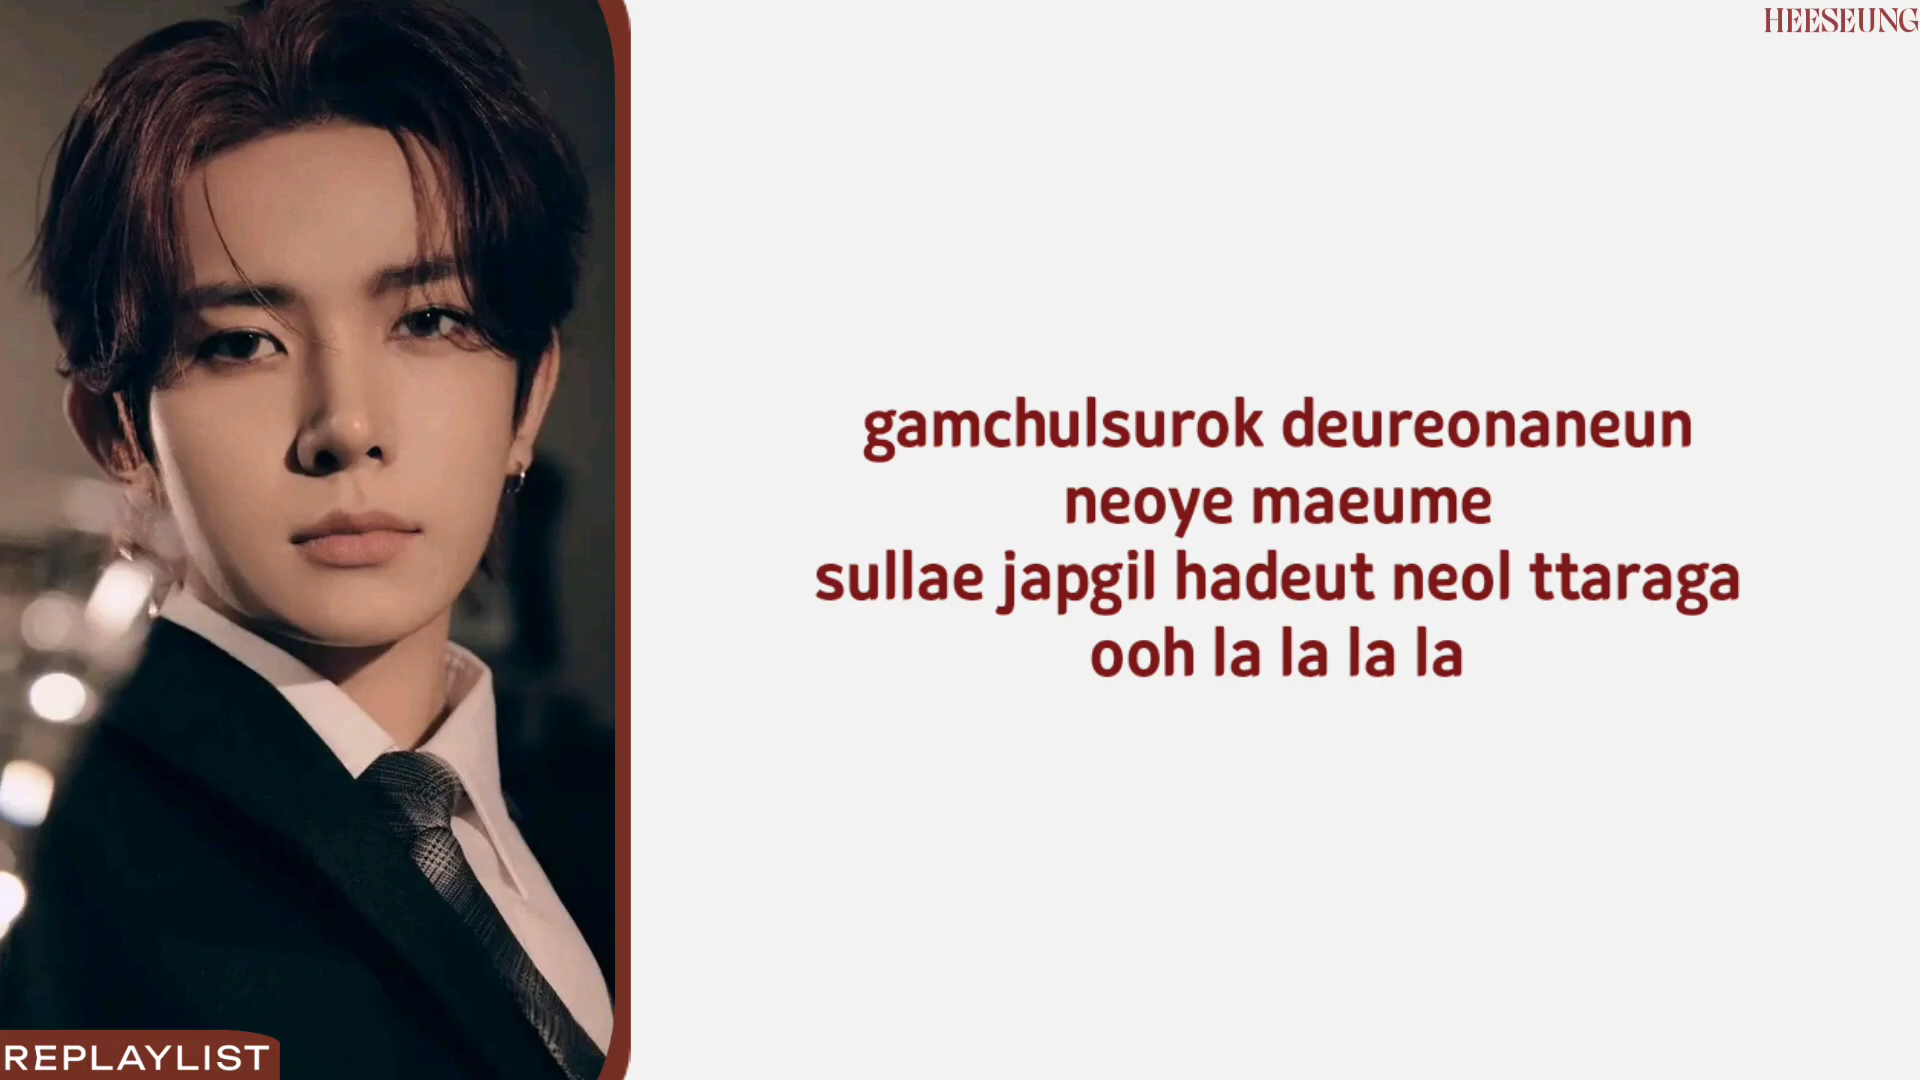 HEESEUNG
gamchulsurok deureonaneun
neoye maeume
sullae japgil hadeut neol ttaraga
ooh la la la la
REPLAYLIST